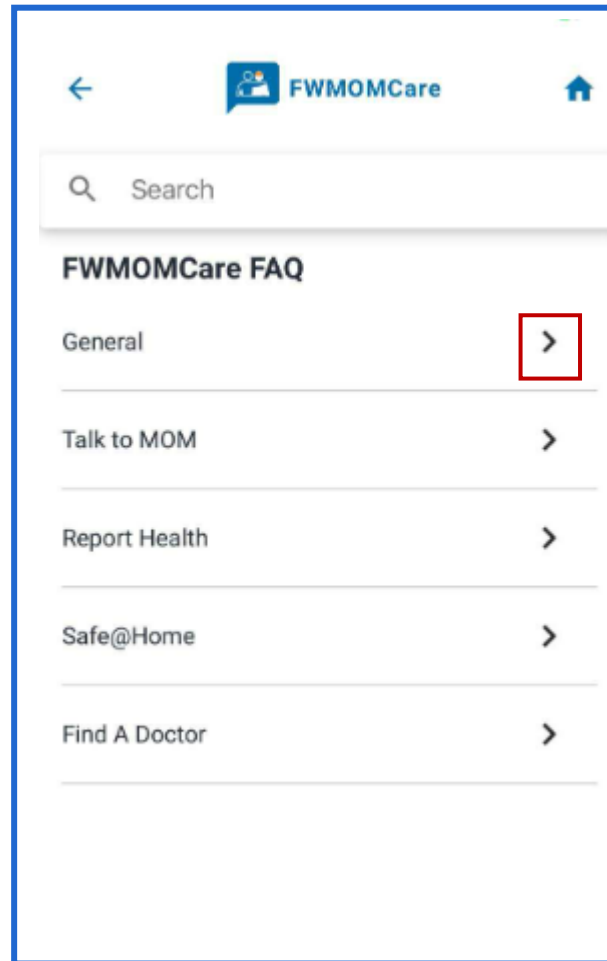 FWMOMCare
Search
FWMOMCare FAQ
General
Talk to MOM
Report Health
Safe@Home
Find A Doctor